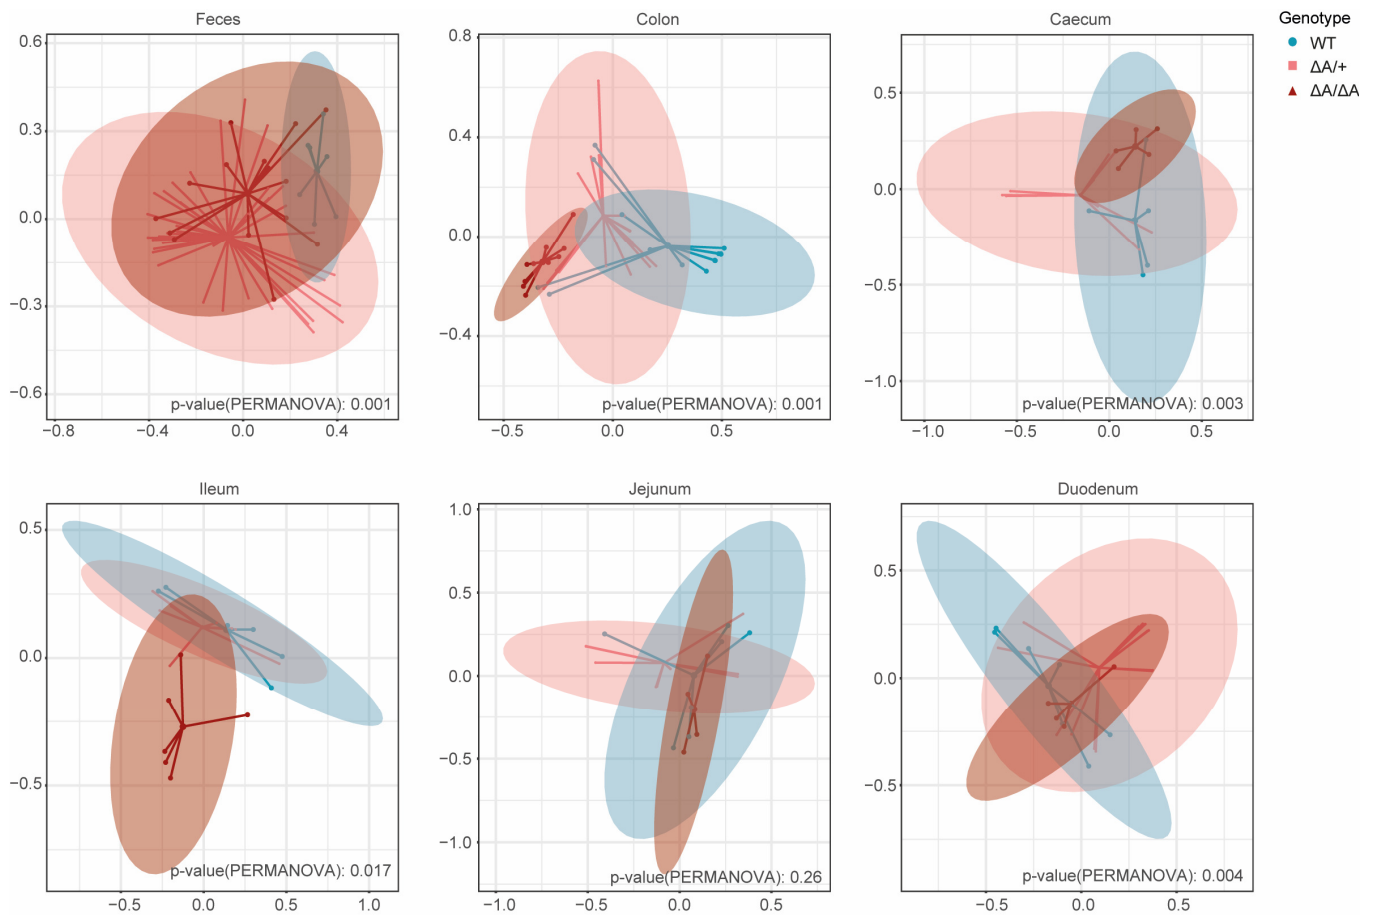 Feces
0.6
0.3
0.0
−0.3
−0.6
−0.8
−0.4
0.0
0.4
p-value(PERMANOVA): 0.001
Colon
0.8
0.4
0.0
−0.4
−0.5
0.0
0.5
p-value(PERMANOVA): 0.001
Caecum
0.5
0.0
−0.5
−1.0
−1.0
−0.5
0.0
0.5
p-value(PERMANOVA): 0.003
Genotype
WT
ΔA/+
ΔA/ΔA
Ileum
0.5
0.0
−0.5
−0.5
0.0
0.5
1.0
p-value(PERMANOVA): 0.017
Jejunum
1.0
0.5
0.0
−0.5
−1.0
−1.0
−0.5
0.0
0.5
p-value(PERMANOVA): 0.26
Duodenum
0.5
0.0
−0.5
−0.5
0.0
0.5
p-value(PERMANOVA): 0.004